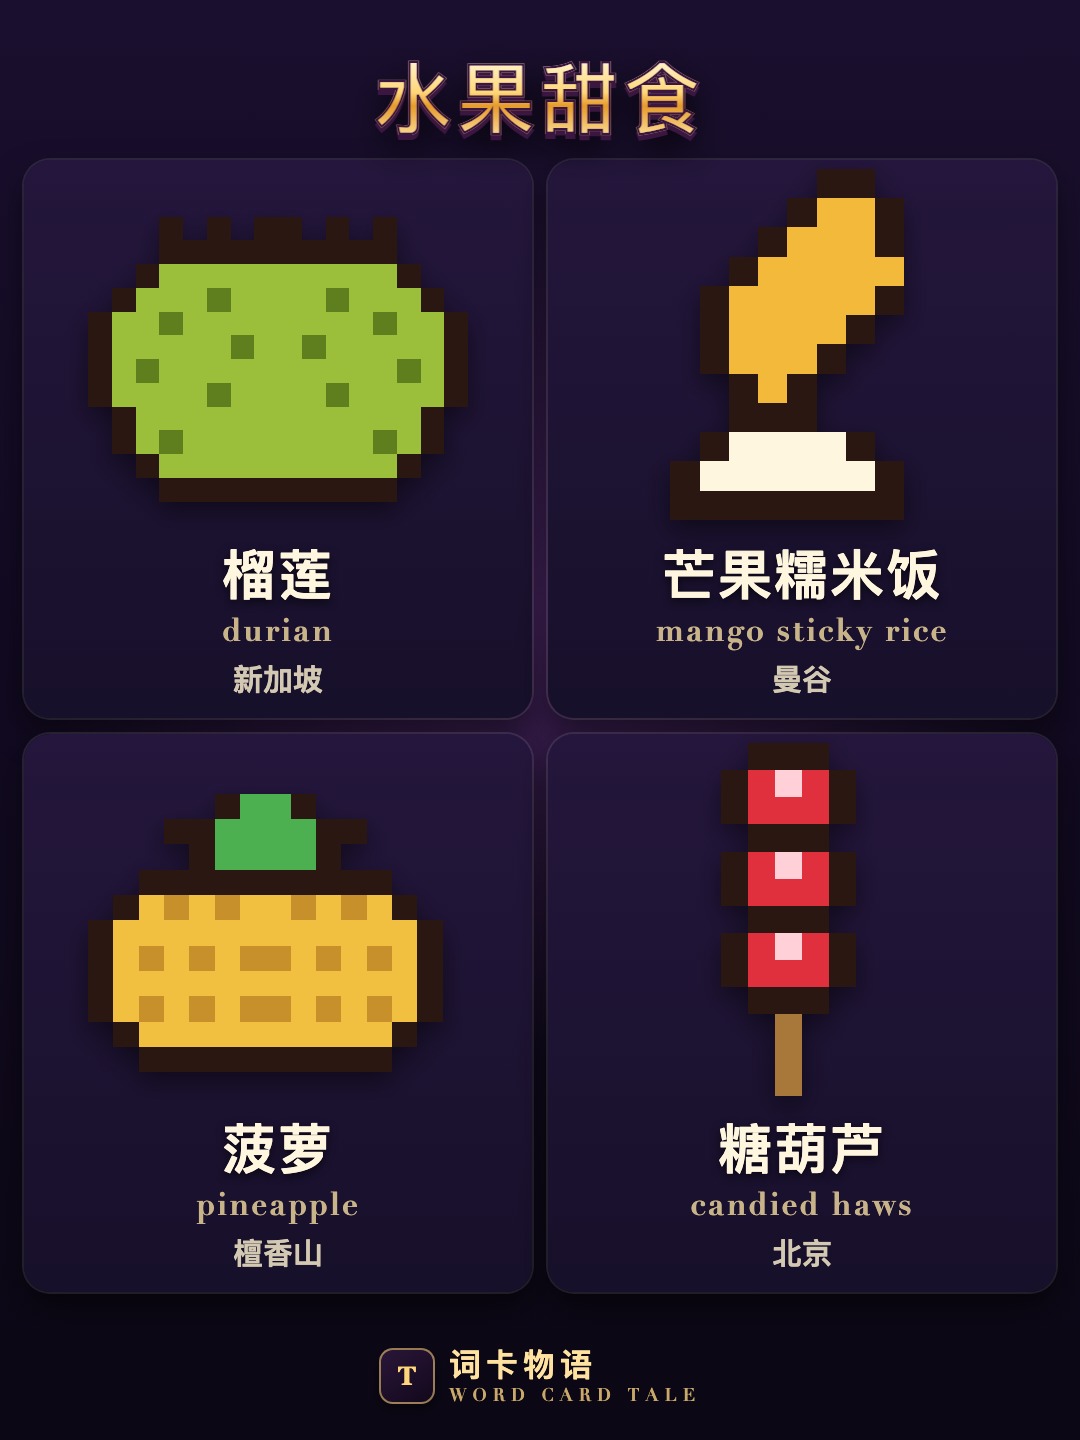 水果甜食
榴莲
durian
新加坡
芒果糯米饭
mango sticky rice
曼谷
菠萝
pineapple
檀香山
糖葫芦
candied haws
北京
T
词卡物语
WORD CARD TALE